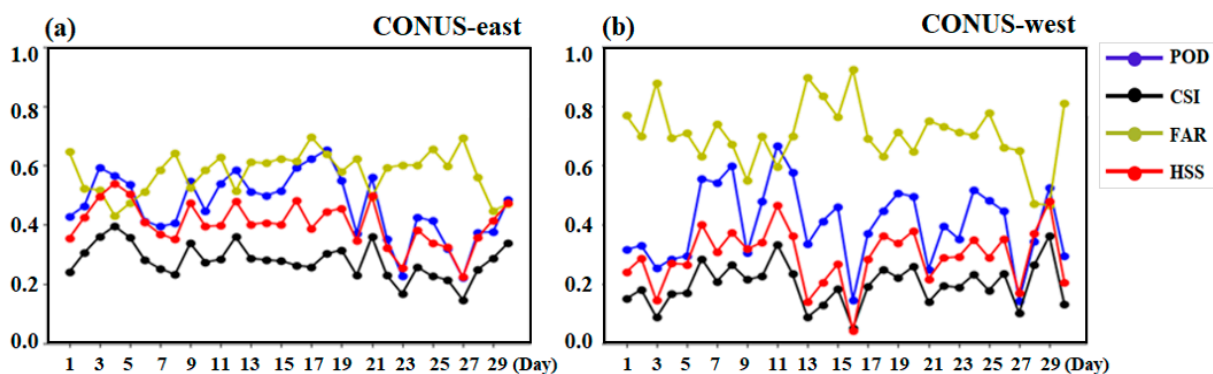 (a) CONUS-east
1.0
0.8
0.6
0.4
0.2
0.0
1 3 5 7 9 11 13 15 17 19 21 23 25 27 29 (Day)
(b) CONUS-west
1.0
0.8
0.6
0.4
0.2
0.0
1 3 5 7 9 11 13 15 17 19 21 23 25 27 29 (Day)
POD
CSI
FAR
HSS